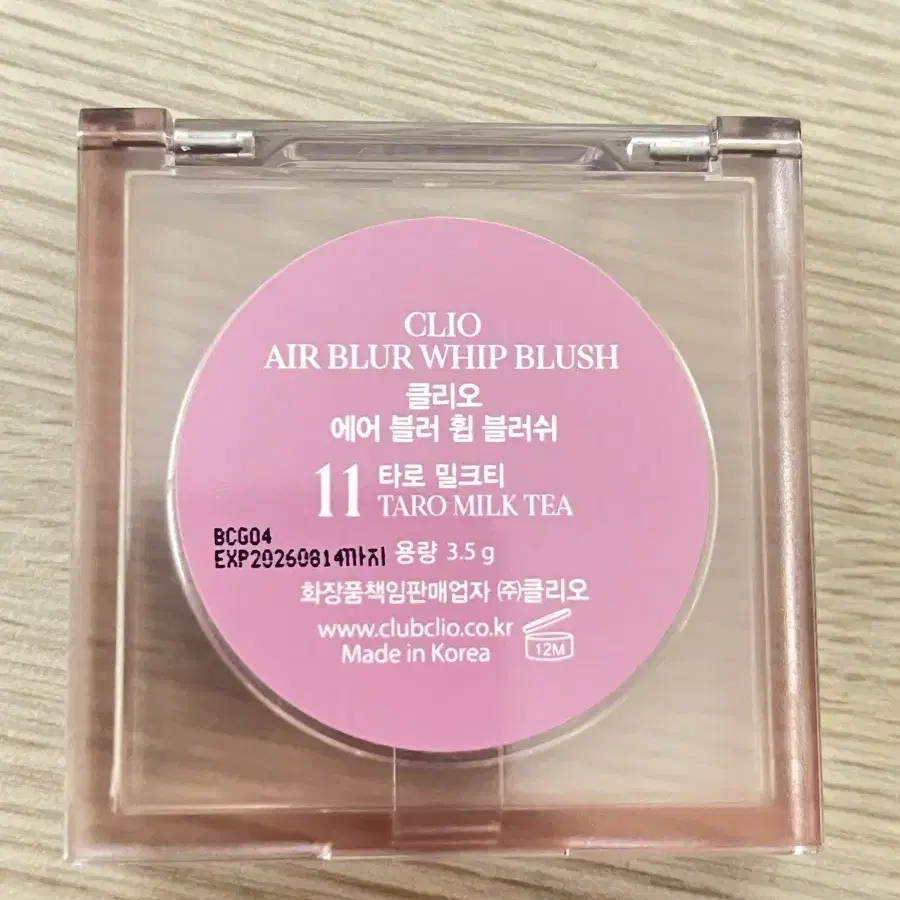 CLIO
AIR BLUR WHIP BLUSH
클리오
에어 블러 휩 블러쉬
11 타로 밀크티
TARO MILK TEA
BCG04
EXP20260814까지 용량 3.5 g
화장품책임판매업자 ㈜클리오
www.clubclio.co.kr
12M
Made in Korea